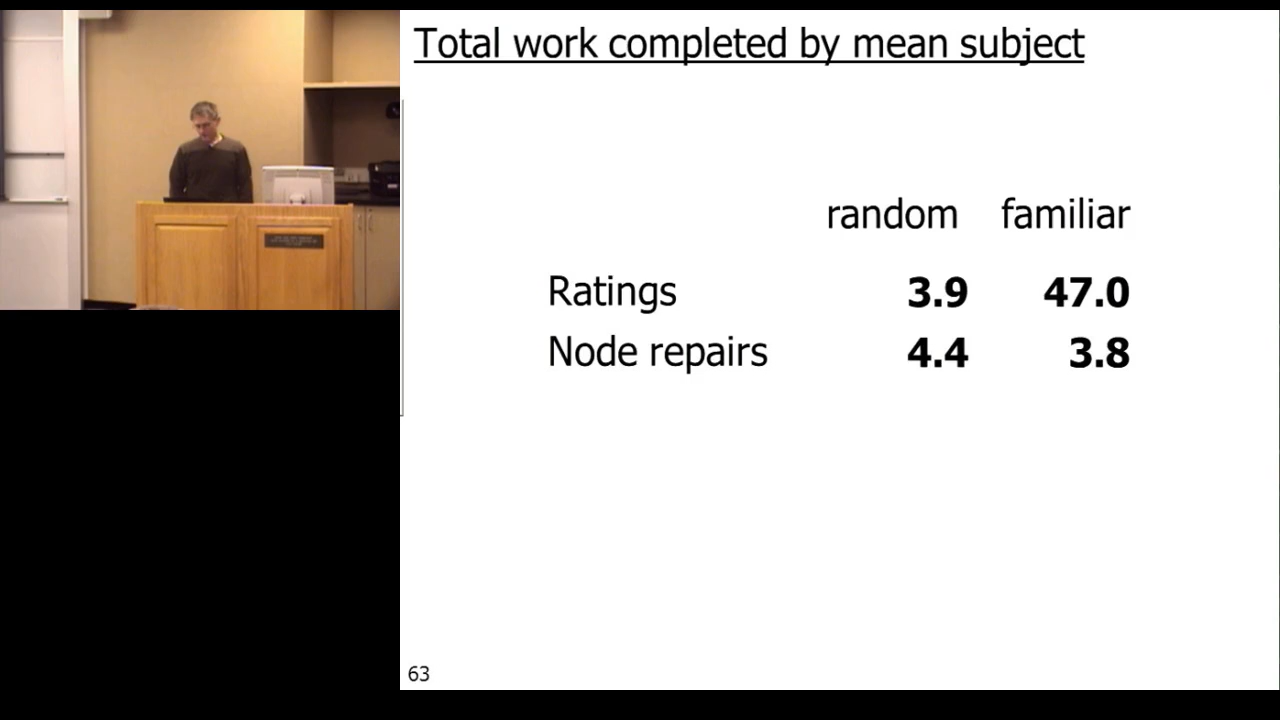 Total work completed by mean subject
random familiar
Ratings 3.9 47.0
Node repairs 4.4 3.8
63